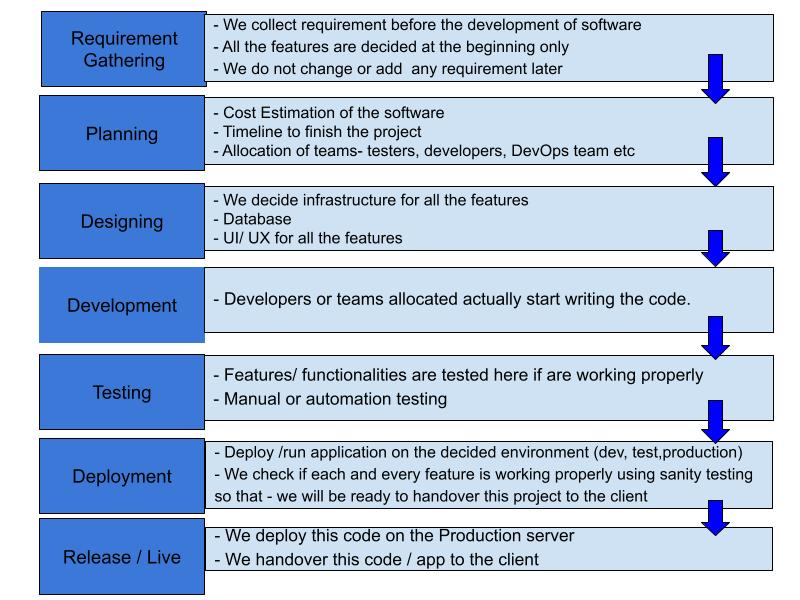 Requirement
Gathering
- We collect requirement before the development of software
- All the features are decided at the beginning only
- We do not change or add  any requirement later
Planning
- Cost Estimation of the software
- Timeline to finish the project
- Allocation of teams- testers, developers, DevOps team etc
Designing
- We decide infrastructure for all the features
- Database
- UI/ UX for all the features
Development
- Developers or teams allocated actually start writing the code.
Testing
- Features/ functionalities are tested here if are working properly
- Manual or automation testing
Deployment
- Deploy /run application on the decided environment (dev, test,production)
- We check if each and every feature is working properly using sanity testing
so that - we will be ready to handover this project to the client
Release / Live
- We deploy this code on the Production server
- We handover this code / app to the client